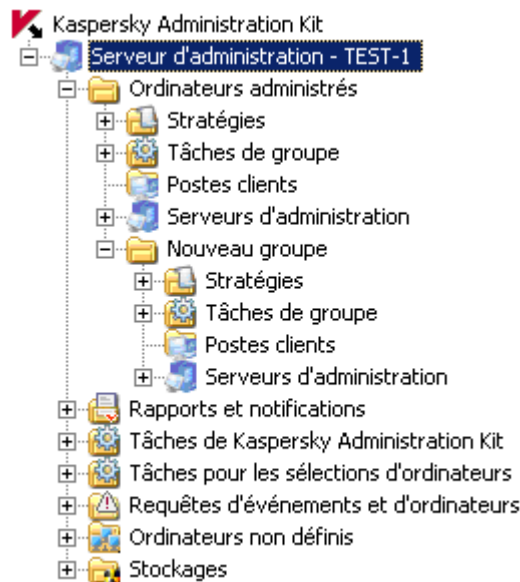 Kaspersky Administration Kit
Serveur d'administration - TEST-1
Ordinateurs administrés
Stratégies
Tâches de groupe
Postes clients
Serveurs d'administration
Nouveau groupe
Stratégies
Tâches de groupe
Postes clients
Serveurs d'administration
Rapports et notifications
Tâches de Kaspersky Administration Kit
Tâches pour les sélections d'ordinateurs
Requêtes d'événements et d'ordinateurs
Ordinateurs non définis
Stockages